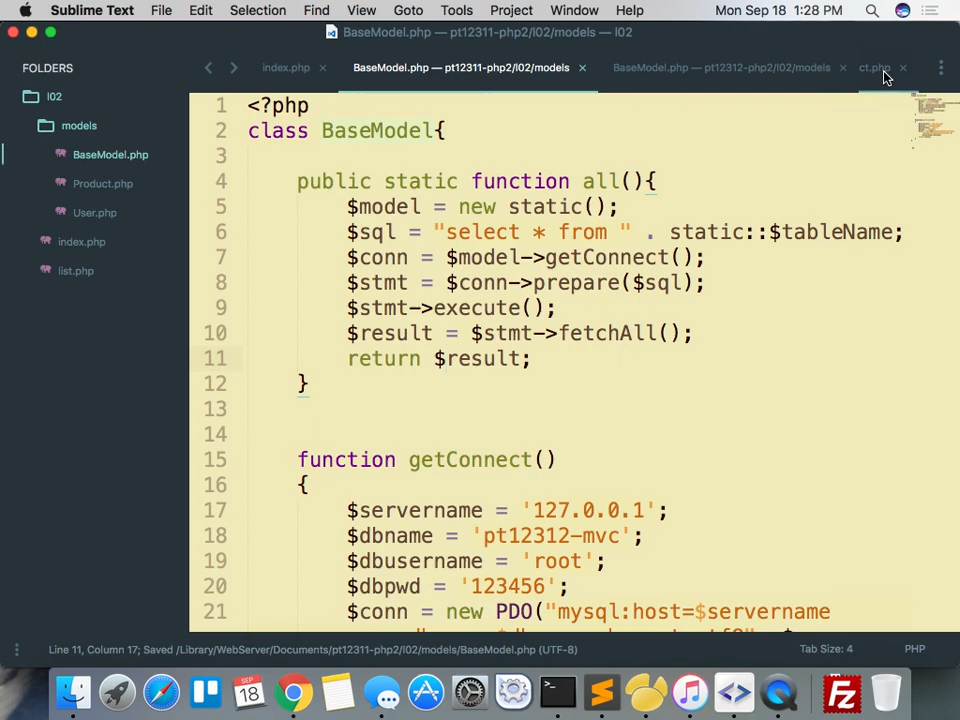 Sublime Text File Edit Selection Find View Goto Tools Project Window Help Mon Sep 18 1:28 PM
BaseModel.php — pt12311-php2/l02/models — l02
FOLDERS
index.php
BaseModel.php — pt12311-php2/l02/models
BaseModel.php — pt12312-php2/l02/models
ct.php
l02
models
BaseModel.php
Product.php
User.php
index.php
list.php
1 <?php
2 class BaseModel{
3
4 public static function all(){
5 $model = new static();
6 $sql = "select * from " . static::$tableName;
7 $conn = $model->getConnect();
8 $stmt = $conn->prepare($sql);
9 $stmt->execute();
10 $result = $stmt->fetchAll();
11 return $result;
12 }
13
14
15 function getConnect()
16 {
17 $servername = '127.0.0.1';
18 $dbname = 'pt12312-mvc';
19 $dbusername = 'root';
20 $dbpwd = '123456';
21 $conn = new PDO("mysql:host=$servername
Line 11, Column 17; Saved /Library/WebServer/Documents/pt12311-php2/l02/models/BaseModel.php (UTF-8) Tab Size: 4 PHP
SEP
18
Fz